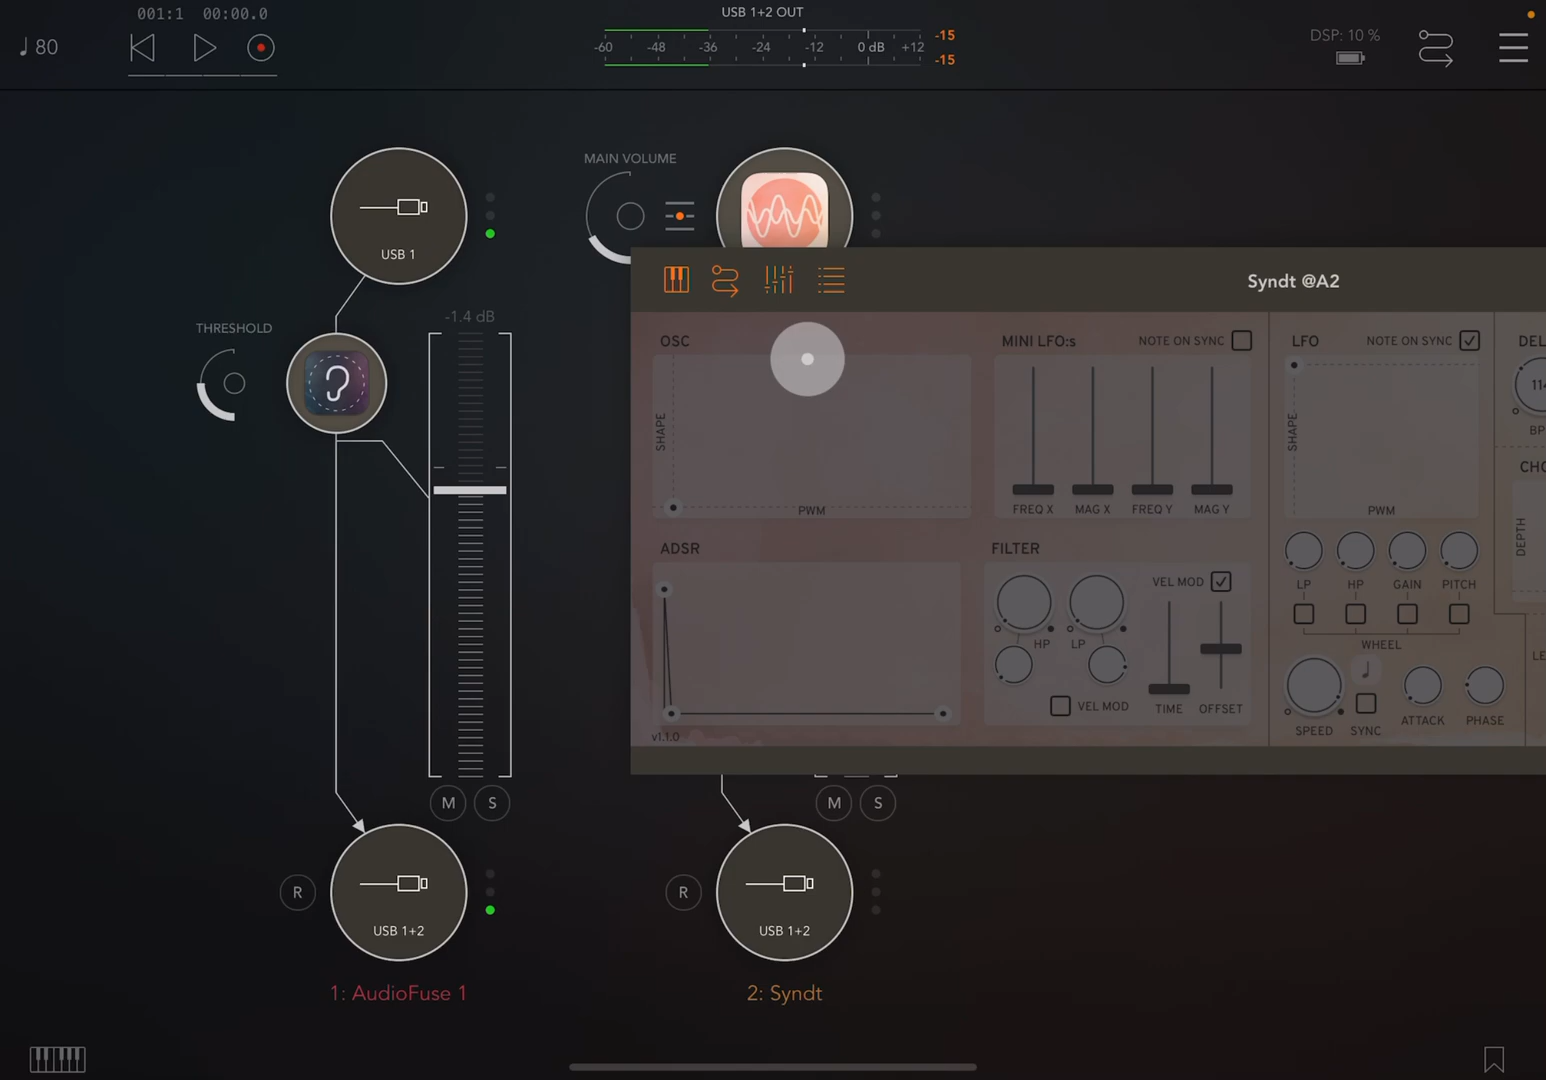 001:1 00:00.0
USB 1+2 OUT
♩ 80
-60 -48 -36 -24 -12 0 dB +12
-15
-15
DSP: 10 %
USB 1
MAIN VOLUME
THRESHOLD
-1.4 dB
Syndt @A2
OSC
SHAPE
PWM
MINI LFO:s
NOTE ON SYNC
FREQ X MAG X FREQ Y MAG Y
LFO
NOTE ON SYNC
SHAPE
PWM
DEL
114
BP
CHO
DEPTH
ADSR
v1.1.0
FILTER
HP LP
VEL MOD
VEL MOD
TIME OFFSET
LP HP GAIN PITCH
WHEEL
SPEED SYNC ATTACK PHASE
LE
M S
M S
R
USB 1+2
R
USB 1+2
1: AudioFuse 1
2: Syndt